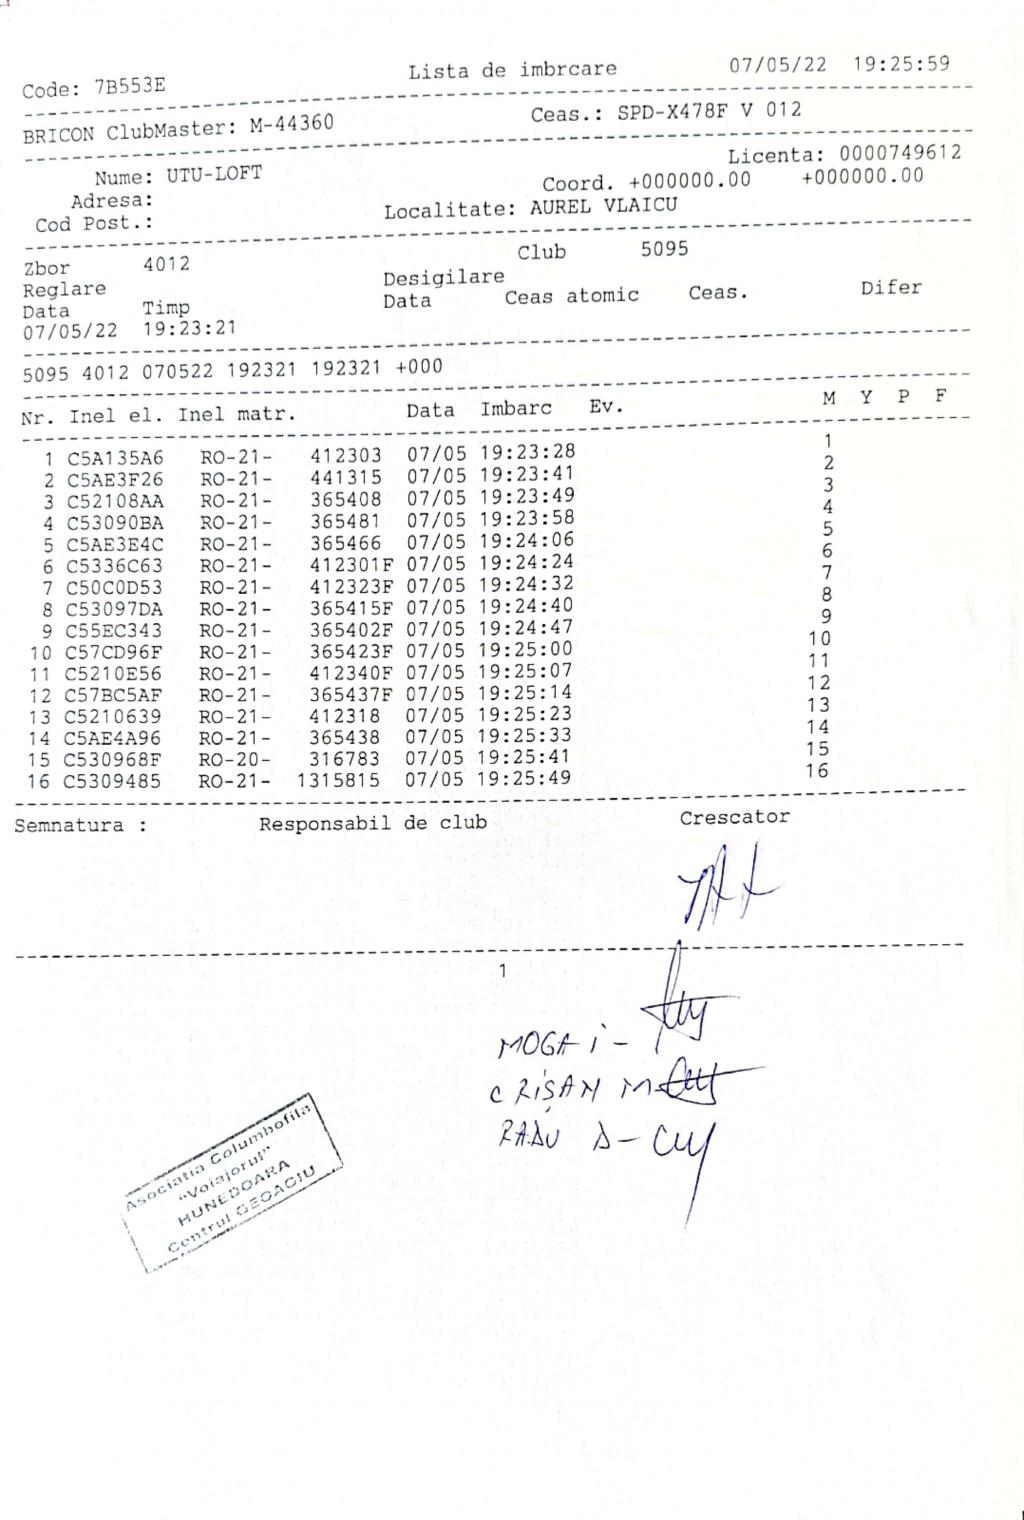 Code: 7B553E Lista de imbrcare 07/05/22 19:25:59
BRICON ClubMaster: M-44360 Ceas.: SPD-X478F V 012
Nume: UTU-LOFT Licenta: 0000749612
Adresa: Coord. +000000.00 +000000.00
Cod Post.: Localitate: AUREL VLAICU
Zbor 4012 Club 5095
Reglare Desigilare
Data Timp Data Ceas atomic Ceas. Difer
07/05/22 19:23:21
5095 4012 070522 192321 192321 +000
Nr. Inel el. Inel matr. Data Imbarc Ev. M Y P F
1 C5A135A6 RO-21- 412303 07/05 19:23:28 1
2 C5AE3F26 RO-21- 441315 07/05 19:23:41 2
3 C52108AA RO-21- 365408 07/05 19:23:49 3
4 C53090BA RO-21- 365481 07/05 19:23:58 4
5 C5AE3E4C RO-21- 365466 07/05 19:24:06 5
6 C5336C63 RO-21- 412301F 07/05 19:24:24 6
7 C50C0D53 RO-21- 412323F 07/05 19:24:32 7
8 C53097DA RO-21- 365415F 07/05 19:24:40 8
9 C55EC343 RO-21- 365402F 07/05 19:24:47 9
10 C57CD96F RO-21- 365423F 07/05 19:25:00 10
11 C5210E56 RO-21- 412340F 07/05 19:25:07 11
12 C57BC5AF RO-21- 365437F 07/05 19:25:14 12
13 C5210639 RO-21- 412318 07/05 19:25:23 13
14 C5AE4A96 RO-21- 365438 07/05 19:25:33 14
15 C530968F RO-20- 316783 07/05 19:25:41 15
16 C5309485 RO-21- 1315815 07/05 19:25:49 16
Semnatura : Responsabil de club Crescator
1
MOGA i -
CRIŞAN M-
RADU D-
Asociatia Columbofila
"Voiajorul"
HUNEDOARA
Centrul GEOAGIU